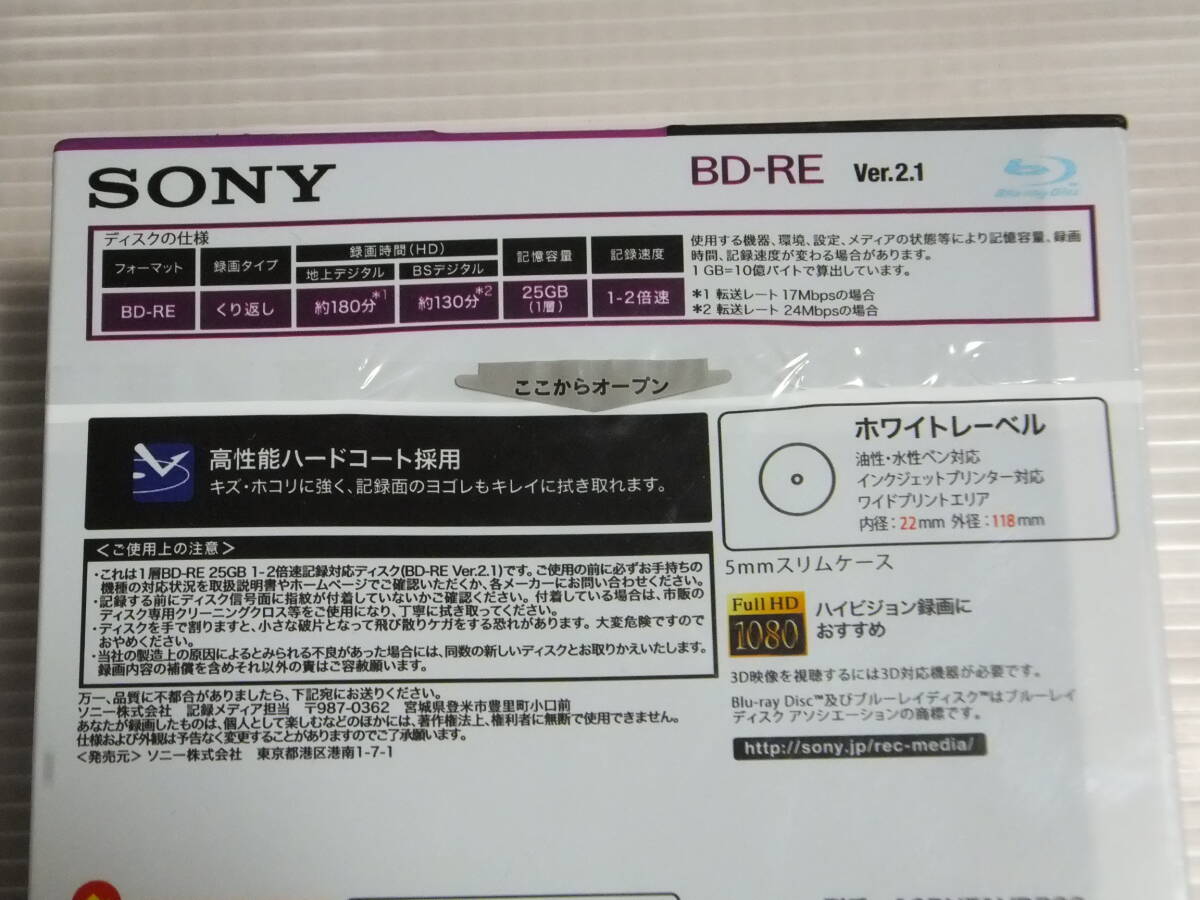 SONY
BD-RE Ver.2.1
Blu-ray Disc
ディスクの仕様
フォーマット 録画タイプ 録画時間(HD) 記憶容量 記録速度
地上デジタル BSデジタル
BD-RE くり返し 約180分*1 約130分*2 25GB (1層) 1-2倍速
使用する機器、環境、設定、メディアの状態等により記憶容量、録画
時間、記録速度が変わる場合があります。
1 GB=10億バイトで算出しています。
*1 転送レート 17Mbpsの場合
*2 転送レート 24Mbpsの場合
ここからオープン
高性能ハードコート採用
キズ・ホコリに強く、記録面のヨゴレもキレイに拭き取れます。
ホワイトレーベル
油性・水性ペン対応
インクジェットプリンター対応
ワイドプリントエリア
内径:22mm 外径:118mm
<ご使用上の注意>
・これは1層BD-RE 25GB 1-2倍速記録対応ディスク(BD-RE Ver.2.1)です。ご使用の前に必ずお手持ちの
機種の対応状況を取扱説明書やホームページでご確認いただくか、各メーカーにお問い合わせください。
・記録する前にディスク信号面に指紋が付着していないかご確認ください。付着している場合は、市販の
ディスク専用クリーニングクロス等をご使用になり、丁寧に拭き取ってください。
・ディスクを手で割りますと、小さな破片となって飛び散りケガをする恐れがあります。大変危険ですので
おやめください。
・当社の製造上の原因によるとみられる不良があった場合には、同数の新しいディスクとお取りかえいたします。
録画内容の補償を含めそれ以外の責はご容赦願います。
5mmスリムケース
Full HD
1080
ハイビジョン録画に
おすすめ
3D映像を視聴するには3D対応機器が必要です。
Blu-ray Disc™及びブルーレイディスク™はブルーレイ
ディスク アソシエーションの商標です。
http://sony.jp/rec-media/
万一、品質に不都合がありましたら、下記宛にお送りください。
ソニー株式会社 記録メディア担当 〒987-0362 宮城県登米市豊里町小口前
あなたが録画したものは、個人として楽しむなどのほかには、著作権法上、権利者に無断で使用できません。
仕様および外観は予告なく変更することがありますのでご了承願います。
<発売元> ソニー株式会社 東京都港区港南1-7-1